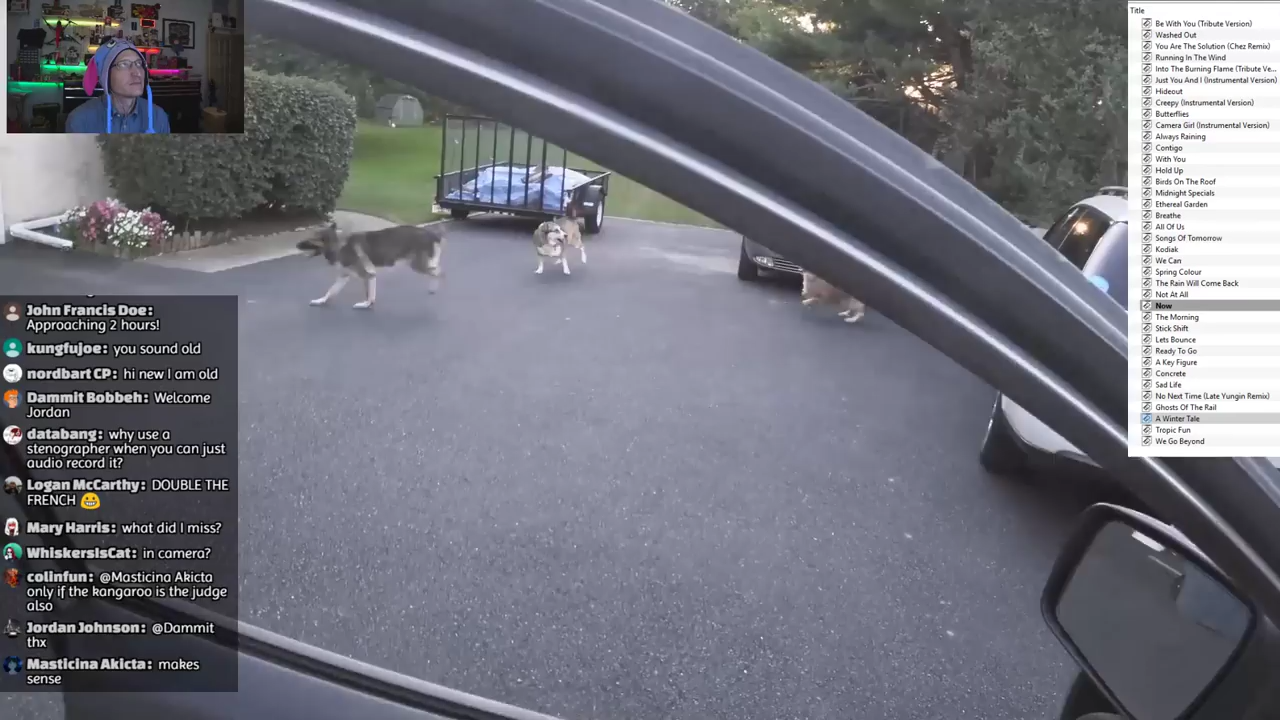 John Francis Doe:
Approaching 2 hours!
kungfujoe: you sound old
nordbart CP: hi new I am old
Dammit Bobbeh: Welcome
Jordan
databang: why use a
stenographer when you can just
audio record it?
Logan McCarthy: DOUBLE THE
FRENCH 😀
Mary Harris: what did I miss?
WhiskersIsCat: in camera?
colinfun: @Masticina Akicta
only if the kangaroo is the judge
also
Jordan Johnson: @Dammit
thx
Masticina Akicta: makes
sense
Title
Be With You (Tribute Version)
Washed Out
You Are The Solution (Chez Remix)
Running In The Wind
Into The Burning Flame (Tribute Ve...
Just You And I (Instrumental Version)
Hideout
Creepy (Instrumental Version)
Butterflies
Camera Girl (Instrumental Version)
Always Raining
Contigo
With You
Hold Up
Birds On The Roof
Midnight Specials
Ethereal Garden
Breathe
All Of Us
Songs Of Tomorrow
Kodiak
We Can
Spring Colour
The Rain Will Come Back
Not At All
Now
The Morning
Stick Shift
Lets Bounce
Ready To Go
A Key Figure
Concrete
Sad Life
No Next Time (Late Yungin Remix)
Ghosts Of The Rail
A Winter Tale
Tropic Fun
We Go Beyond